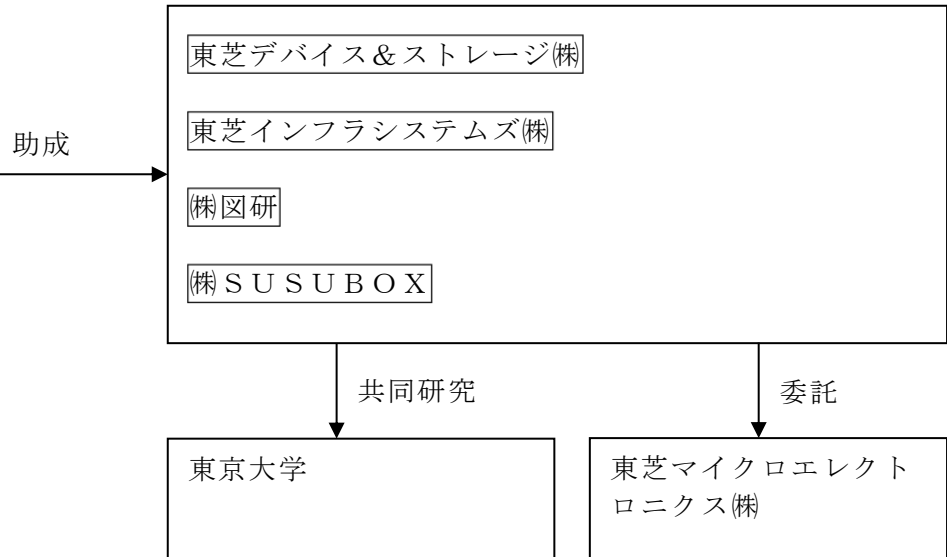 東芝デバイス&ストレージ㈱
助成
東芝インフラシステムズ㈱
㈱図研
㈱SUSUBOX
共同研究
委託
東京大学
東芝マイクロエレクト
ロニクス㈱